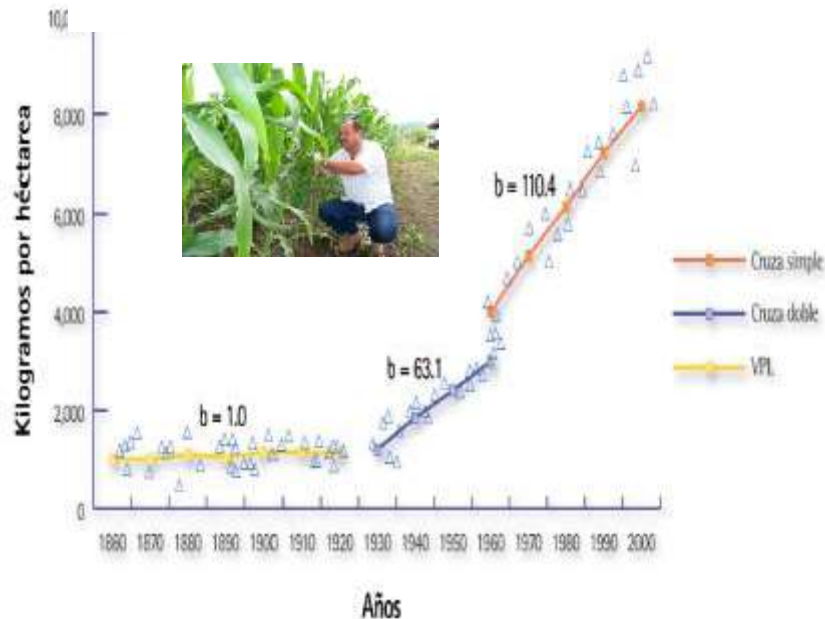 Kilogramos por héctarea
8,000
6,000
4,000
2,000
0
b = 1.0
b = 63.1
b = 110.4
Cruza simple
Cruza doble
VPL
1860 1870 1880 1890 1900 1910 1920 1930 1940 1950 1960 1970 1980 1990 2000
Años